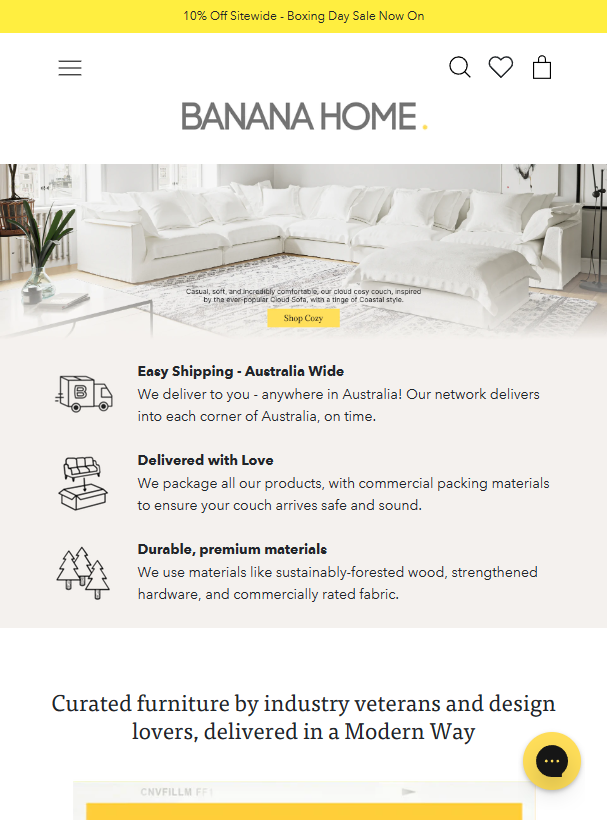 10% Off Sitewide - Boxing Day Sale Now On
BANANA HOME.
Casual, soft, and incredibly comfortable, our cloud cosy couch, inspired
by the ever-popular Cloud Sofa, with a tinge of Coastal style.
Shop Cozy
Easy Shipping - Australia Wide
We deliver to you - anywhere in Australia! Our network delivers
into each corner of Australia, on time.
B
Delivered with Love
We package all our products, with commercial packing materials
to ensure your couch arrives safe and sound.
Durable, premium materials
We use materials like sustainably-forested wood, strengthened
hardware, and commercially rated fabric.
Curated furniture by industry veterans and design
lovers, delivered in a Modern Way
CNVFILLM